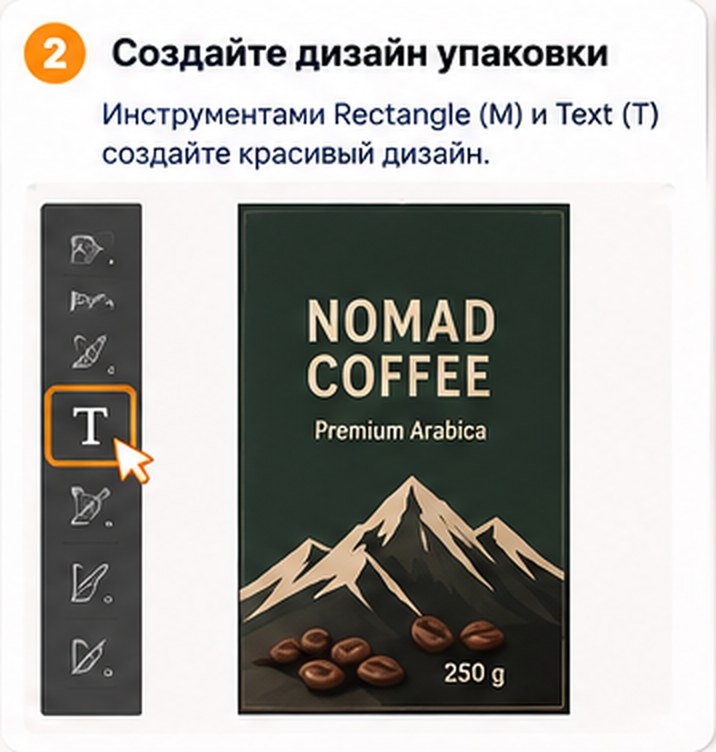 2 Создайте дизайн упаковки
Инструментами Rectangle (M) и Text (T)
создайте красивый дизайн.
T
NOMAD
COFFEE
Premium Arabica
250 g